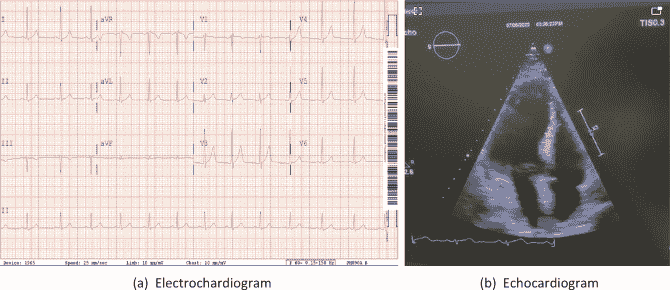 I aVR V1 V4
II aVL V2 V5
III aVF V3 V6
II
Speed: 25 mm/sec Limb: 10 mm/mV Chest: 10 mm/mV
TIS0.3
(a) Electrochardiogram
(b) Echocardiogram